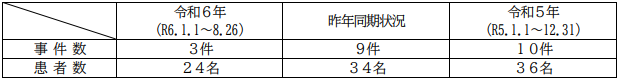 令和６年 昨年同期状況 令和５年
(R6.1.1～8.26) (R5.1.1～12.31)
事件数 ３件 ９件 １０件
患者数 ２４名 ３４名 ３６名